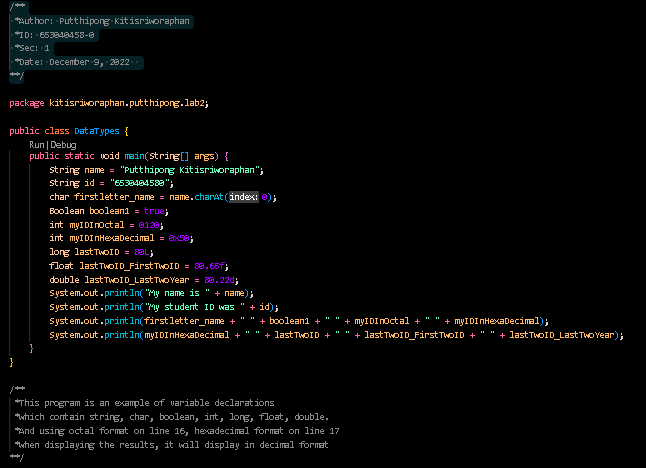 /**
*Author: Putthipong Kitisriworaphan
*ID: 653040458-0
*Sec: 1
*Date: December 9, 2022
**/
package kitisriworaphan.putthipong.lab2;
public class DataTypes {
Run|Debug
public static void main(String[] args) {
String name = "Putthipong Kitisriworaphan";
String id = "6530404580";
char firstletter_name = name.charAt(index: 0);
Boolean boolean1 = true;
int myIDInOctal = 0120;
int myIDInHexaDecimal = 0x50;
long lastTwoID = 80L;
float lastTwoID_FirstTwoID = 80.65f;
double lastTwoID_LastTwoYear = 80.22d;
System.out.println("My name is " + name);
System.out.println("My student ID was " + id);
System.out.println(firstletter_name + " " + boolean1 + " " + myIDInOctal + " " + myIDInHexaDecimal);
System.out.println(myIDInHexaDecimal + " " + lastTwoID + " " + lastTwoID_FirstTwoID + " " + lastTwoID_LastTwoYear);
}
}
/**
*This program is an example of variable declarations
*Which contain string, char, boolean, int, long, float, double.
*And using octal format on line 16, hexadecimal format on line 17
*When displaying the results, it will display in decimal format
**/